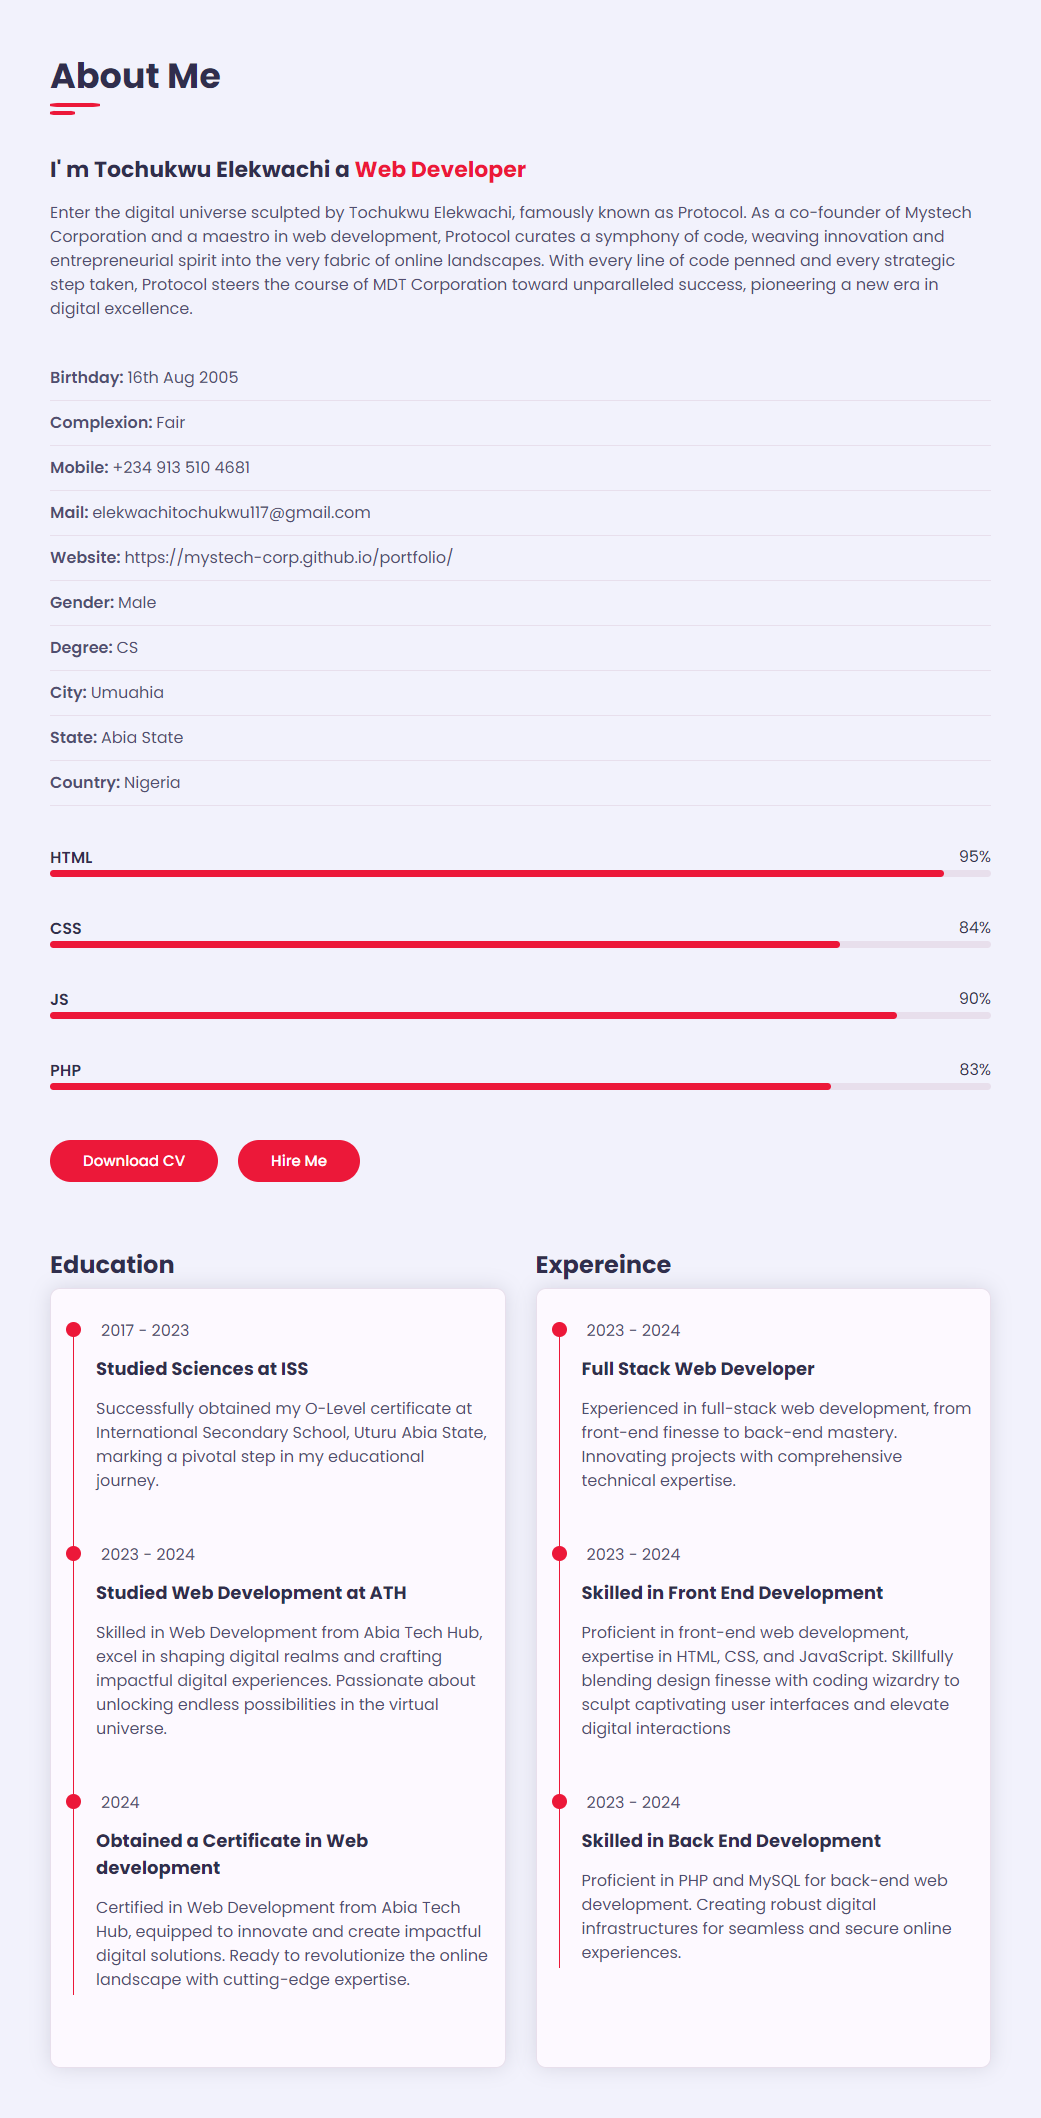 About Me
I' m Tochukwu Elekwachi a Web Developer
Enter the digital universe sculpted by Tochukwu Elekwachi, famously known as Protocol. As a co-founder of Mystech
Corporation and a maestro in web development, Protocol curates a symphony of code, weaving innovation and
entrepreneurial spirit into the very fabric of online landscapes. With every line of code penned and every strategic
step taken, Protocol steers the course of MDT Corporation toward unparalleled success, pioneering a new era in
digital excellence.
Birthday: 16th Aug 2005
Complexion: Fair
Mobile: +234 913 510 4681
Mail: elekwachitochukwu117@gmail.com
Website: https://mystech-corp.github.io/portfolio/
Gender: Male
Degree: CS
City: Umuahia
State: Abia State
Country: Nigeria
HTML 95%
CSS 84%
JS 90%
PHP 83%
Download CV Hire Me
Education
2017 - 2023
Studied Sciences at ISS
Successfully obtained my O-Level certificate at
International Secondary School, Uturu Abia State,
marking a pivotal step in my educational
journey.
2023 - 2024
Studied Web Development at ATH
Skilled in Web Development from Abia Tech Hub,
excel in shaping digital realms and crafting
impactful digital experiences. Passionate about
unlocking endless possibilities in the virtual
universe.
2024
Obtained a Certificate in Web
development
Certified in Web Development from Abia Tech
Hub, equipped to innovate and create impactful
digital solutions. Ready to revolutionize the online
landscape with cutting-edge expertise.
Expereince
2023 - 2024
Full Stack Web Developer
Experienced in full-stack web development, from
front-end finesse to back-end mastery.
Innovating projects with comprehensive
technical expertise.
2023 - 2024
Skilled in Front End Development
Proficient in front-end web development,
expertise in HTML, CSS, and JavaScript. Skillfully
blending design finesse with coding wizardry to
sculpt captivating user interfaces and elevate
digital interactions
2023 - 2024
Skilled in Back End Development
Proficient in PHP and MySQL for back-end web
development. Creating robust digital
infrastructures for seamless and secure online
experiences.